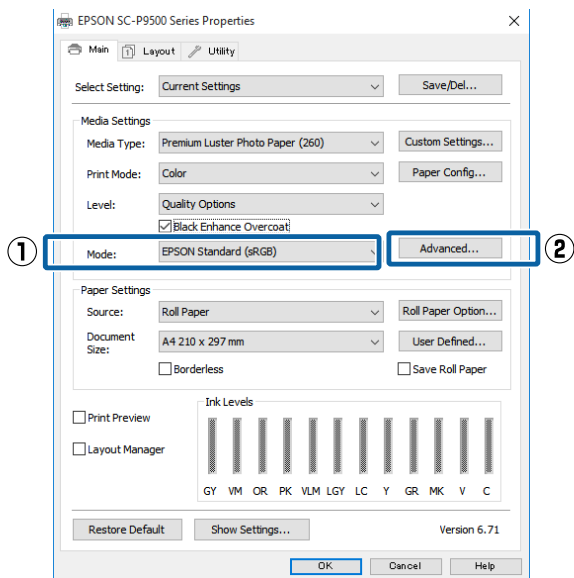 EPSON SC-P9500 Series Properties
Main Layout Utility
Select Setting: Current Settings Save/Del...
Media Settings
Media Type: Premium Luster Photo Paper (260) Custom Settings...
Print Mode: Color Paper Config...
Level: Quality Options
Black Enhance Overcoat
① Mode: EPSON Standard (sRGB) Advanced... ②
Paper Settings
Source: Roll Paper Roll Paper Option...
Document Size: A4 210 x 297 mm User Defined...
Borderless Save Roll Paper
Ink Levels
Print Preview
Layout Manager
GY VM OR PK VLM LGY LC Y GR MK V C
Restore Default Show Settings... Version 6.71
OK Cancel Help